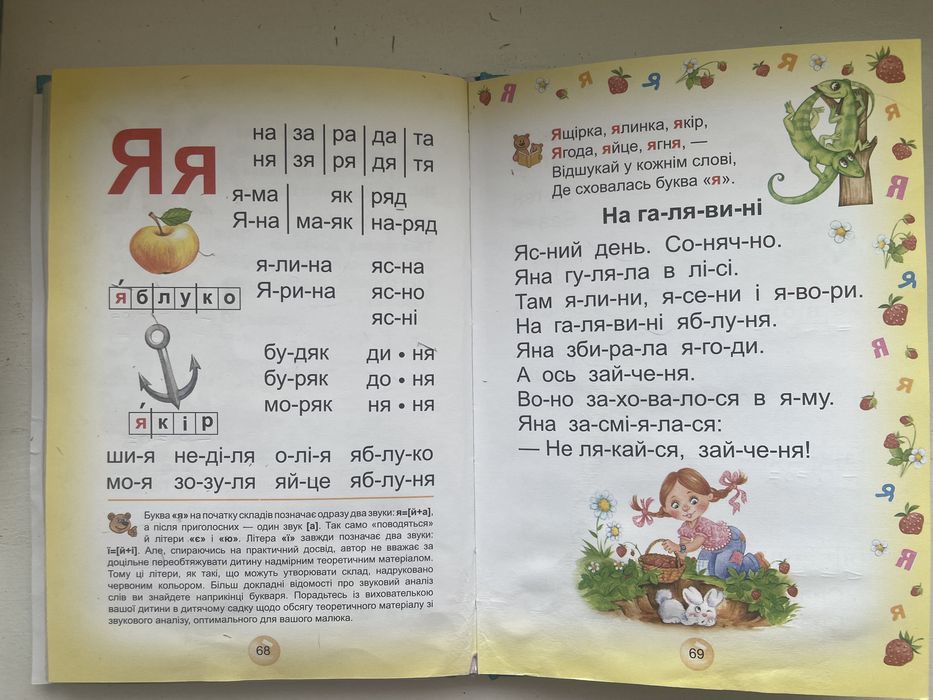 Яя
на | за | ра | да | та
ня | зя | ря | дя | тя
я-ма | як | ряд
Я-на | ма-як | на-ряд
яблуко
я-ли-на яс-на
Я-ри-на яс-но
яс-ні
якір
бу-дяк ди • ня
бу-ряк до • ня
мо-ряк ня • ня
ши-я не-ді-ля о-лі-я яб-лу-ко
мо-я зо-зу-ля яй-це яб-лу-ня
Буква «я» на початку складів позначає одразу два звуки: я=[й+а],
а після приголосних — один звук [а]. Так само «поводяться»
й літери «є» і «ю». Літера «ї» завжди позначає два звуки:
ї=[й+і]. Але, спираючись на практичний досвід, автор не вважає за
доцільне перевтяжувати дитину надмірним теоретичним матеріалом.
Тому ці літери, як такі, що можуть утворювати склад, надруковано
червоним кольором. Більш докладні відомості про звуковий аналіз
слів ви знайдете наприкінці букваря. Порадьтесь із вихователькою
вашої дитини в дитячому садку щодо обсягу теоретичного матеріалу зі
звукового аналізу, оптимального для вашого малюка.
68
Ящірка, ялинка, якір,
Ягода, яйце, ягня, —
Відшукай у кожнім слові,
Де сховалась буква «я».
На га-ля-ви-ні
Яс-ний день. Со-няч-но.
Яна гу-ля-ла в лі-сі.
Там я-ли-ни, я-се-ни і я-во-ри.
На га-ля-ви-ні яб-лу-ня.
Яна зби-ра-ла я-го-ди.
А ось зай-че-ня.
Во-но за-хо-ва-ло-ся в я-му.
Яна за-смі-я-ла-ся:
— Не ля-кай-ся, зай-че-ня!
69
Я
я
я
я
Я
я
Я
я
Я
я
я
Я
я
Я